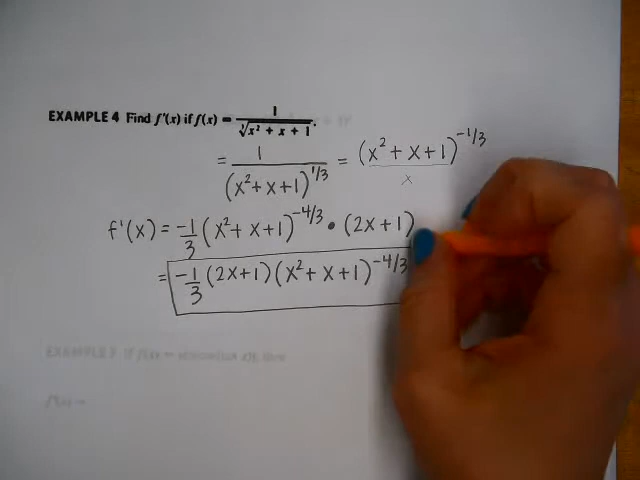 EXAMPLE 4 Find f'(x) if f(x) = 1/∛(x² + x + 1).
= 1/(x²+x+1)^1/3 = (x²+x+1)^-1/3
x
f'(x) = -1/3 (x²+x+1)^-4/3 • (2x+1)
= -1/3 (2x+1)(x²+x+1)^-4/3
EXAMPLE